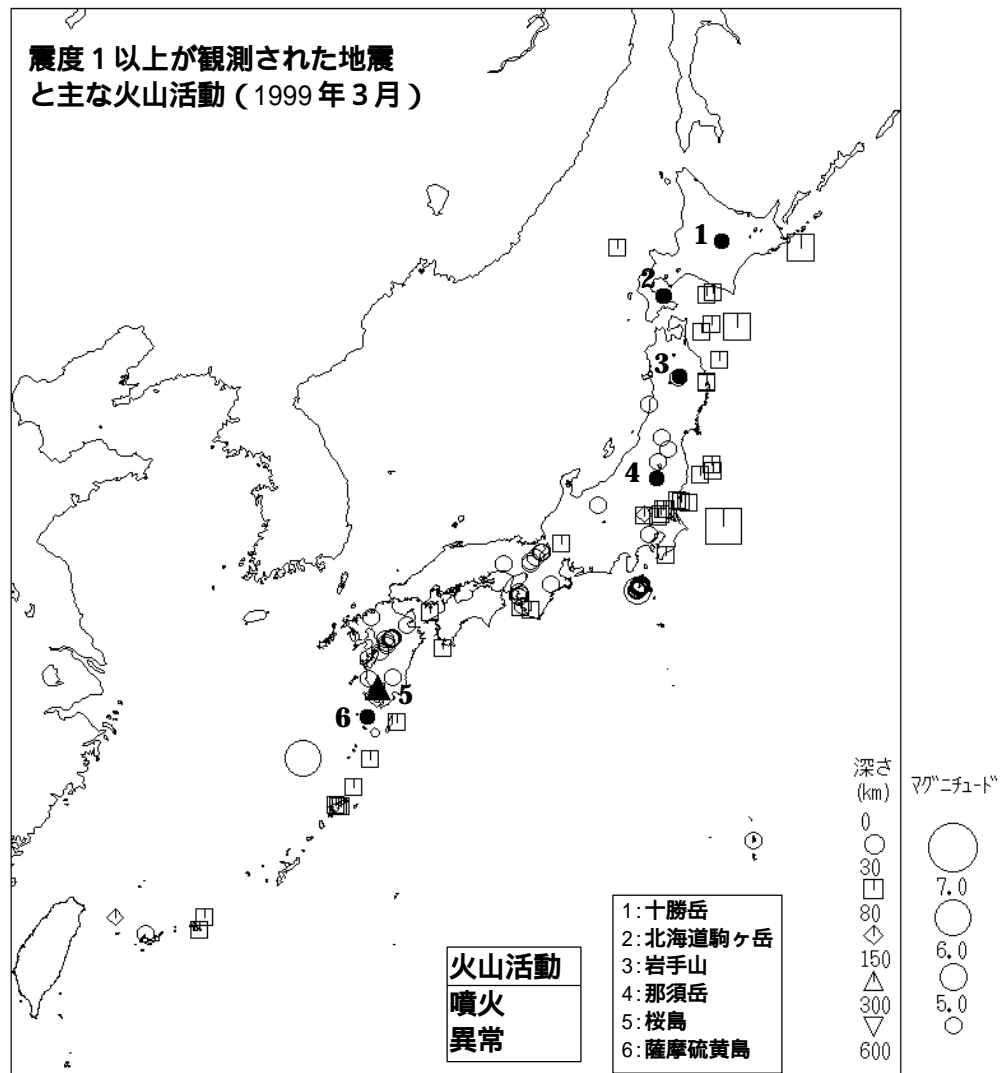 震度１以上が観測された地震
と主な火山活動（1999年３月）
1
2
3
4
5
6
深さ
(km)
0
30
80
150
300
600
マグニチュード
7.0
6.0
5.0
火山活動
噴火
異常
1:十勝岳
2:北海道駒ヶ岳
3:岩手山
4:那須岳
5:桜島
6:薩摩硫黄島